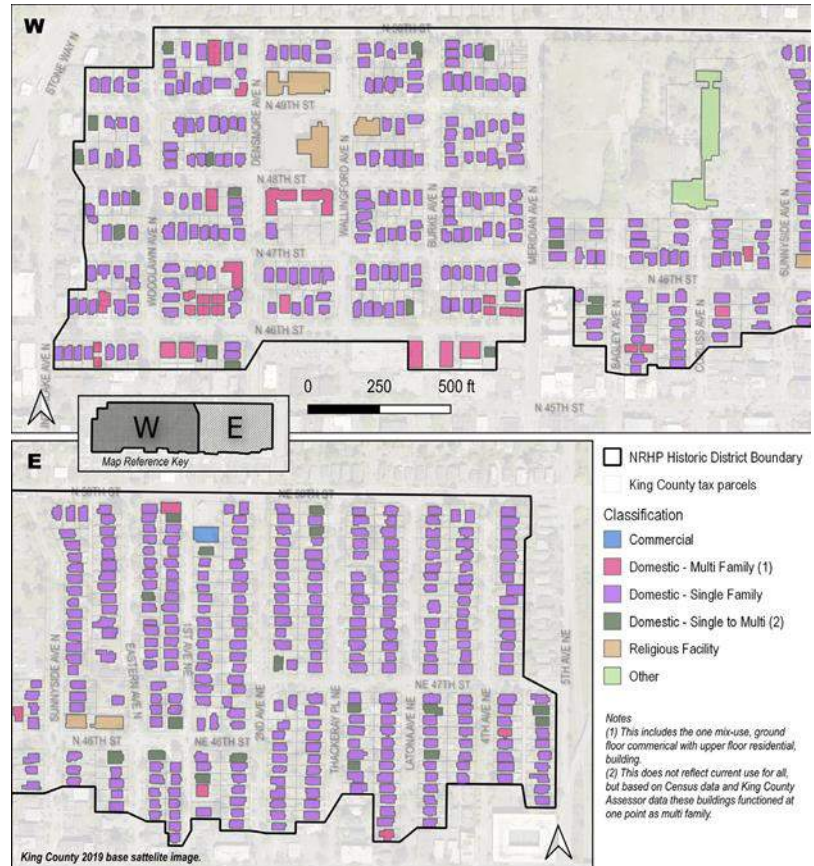 W
N 50TH ST
STONE WAY N
DENSMORE AVE N
N 49TH ST
WALLINGFORD AVE N
N 48TH ST
BURKE AVE N
MERIDIAN AVE N
SUNNYSIDE AVE N
WOODLAWN AVE N
N 47TH ST
N 46TH ST
N 46TH ST
BAGLEY AVE N
CORLISS AVE N
0 250 500 ft
N 45TH ST
W E
Map Reference Key
E
N 50TH ST
NE 50TH ST
SUNNYSIDE AVE N
EASTERN AVE N
1ST AVE NE
2ND AVE NE
THACKERAY PL NE
LATONA AVE NE
NE 47TH ST
4TH AVE NE
5TH AVE NE
N 46TH ST
NE 46TH ST
King County 2019 base sattelite image.
NRHP Historic District Boundary
King County tax parcels
Classification
Commercial
Domestic - Multi Family (1)
Domestic - Single Family
Domestic - Single to Multi (2)
Religious Facility
Other
Notes
(1) This includes the one mix-use, ground
floor commerical with upper floor residential,
building.
(2) This does not reflect current use for all,
but based on Census data and King County
Assessor data these buildings functioned at
one point as multi family.